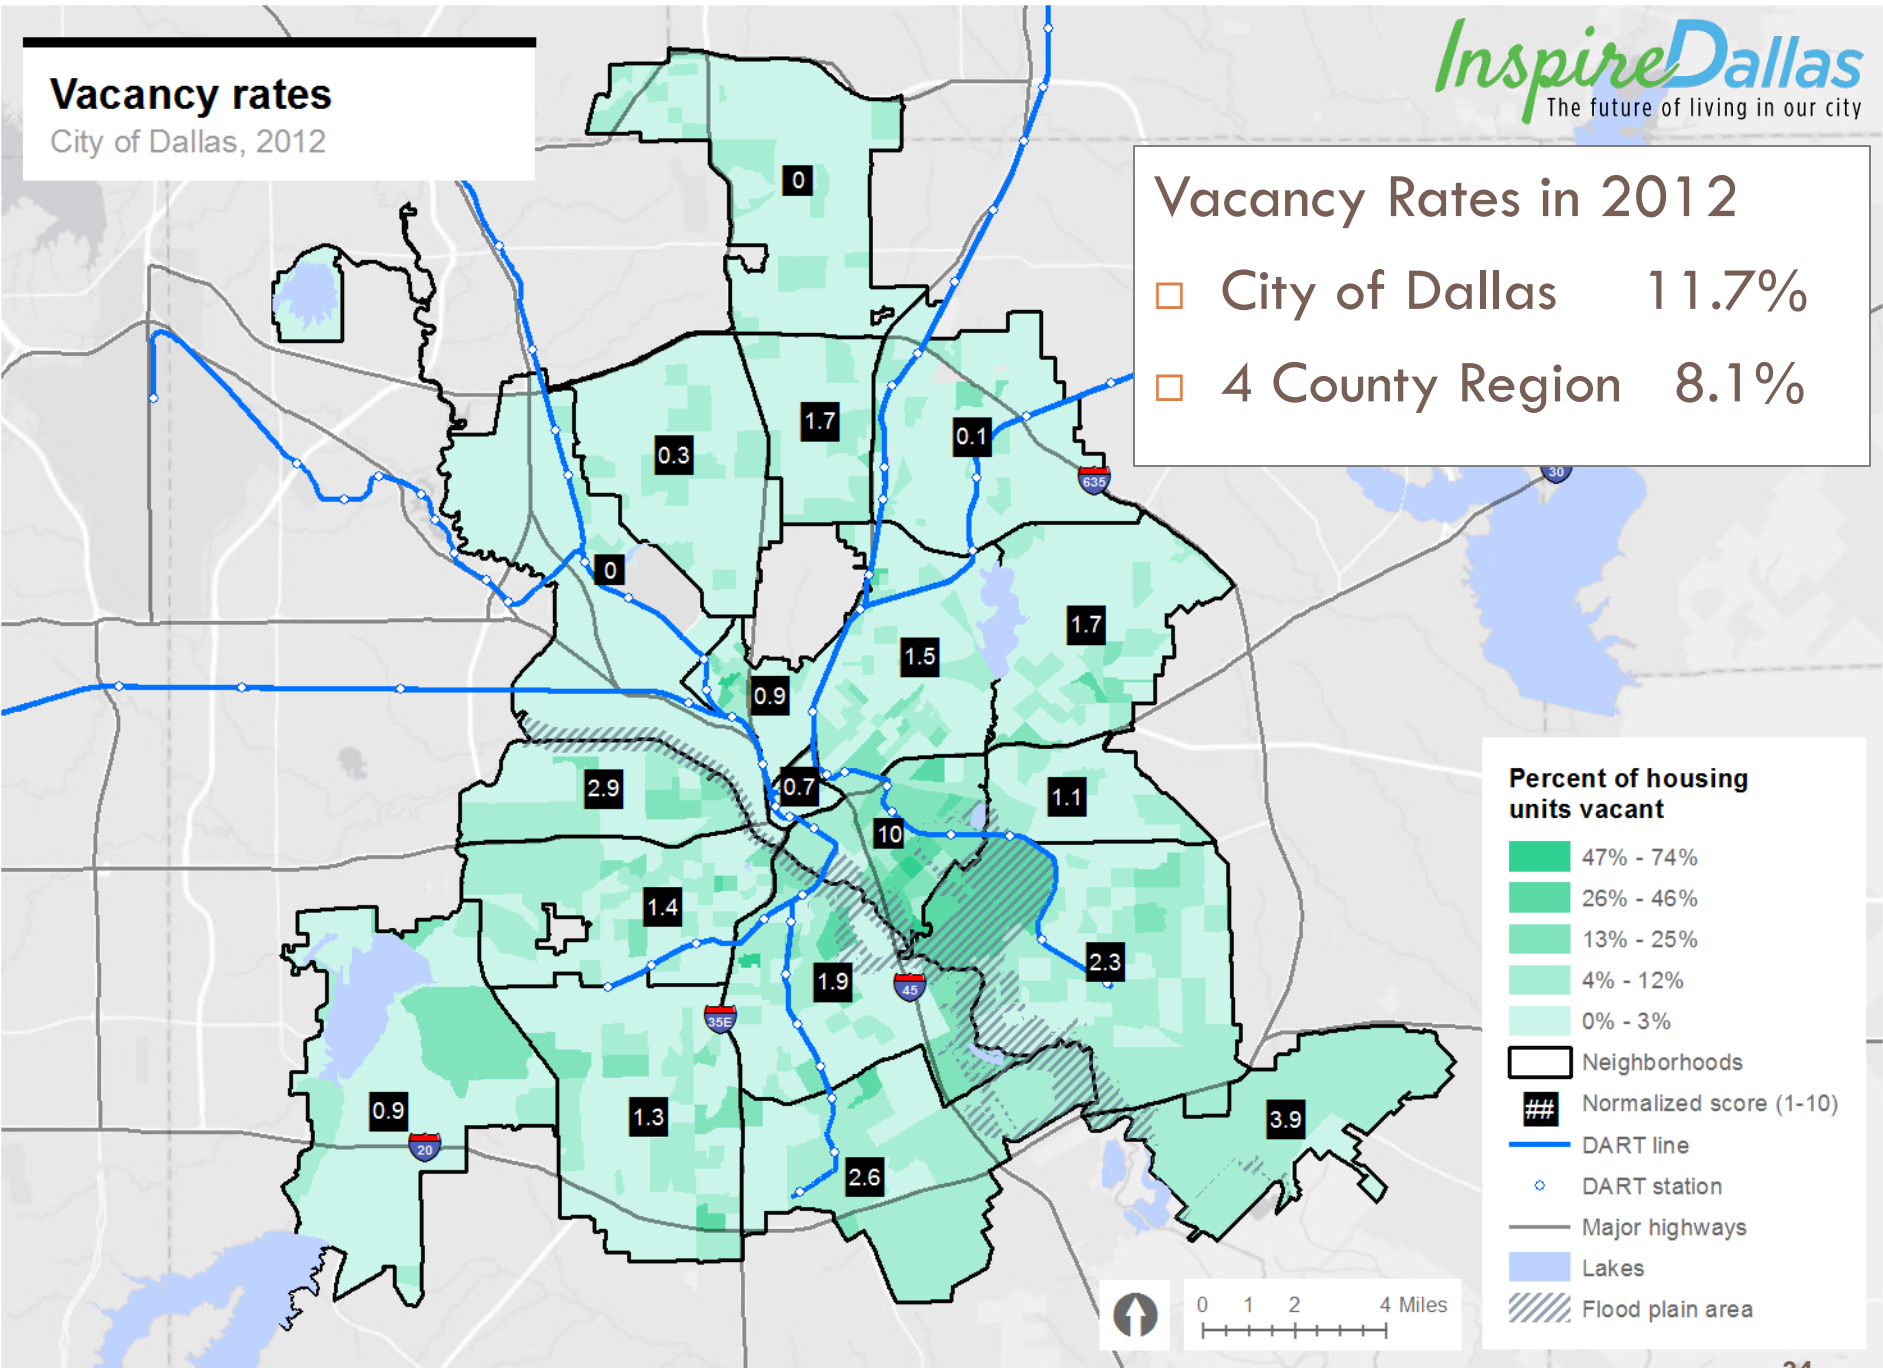 Vacancy rates
City of Dallas, 2012
InspireDallas
The future of living in our city
Vacancy Rates in 2012
City of Dallas 11.7%
4 County Region 8.1%
0
1.7
0.3
0.1
635
30
0
1.7
1.5
0.9
2.9
0.7
1.1
10
1.4
2.3
1.9
45
35E
0.9
1.3
3.9
20
2.6
Percent of housing
units vacant
47% - 74%
26% - 46%
13% - 25%
4% - 12%
0% - 3%
Neighborhoods
## Normalized score (1-10)
DART line
DART station
Major highways
Lakes
Flood plain area
0 1 2 4 Miles